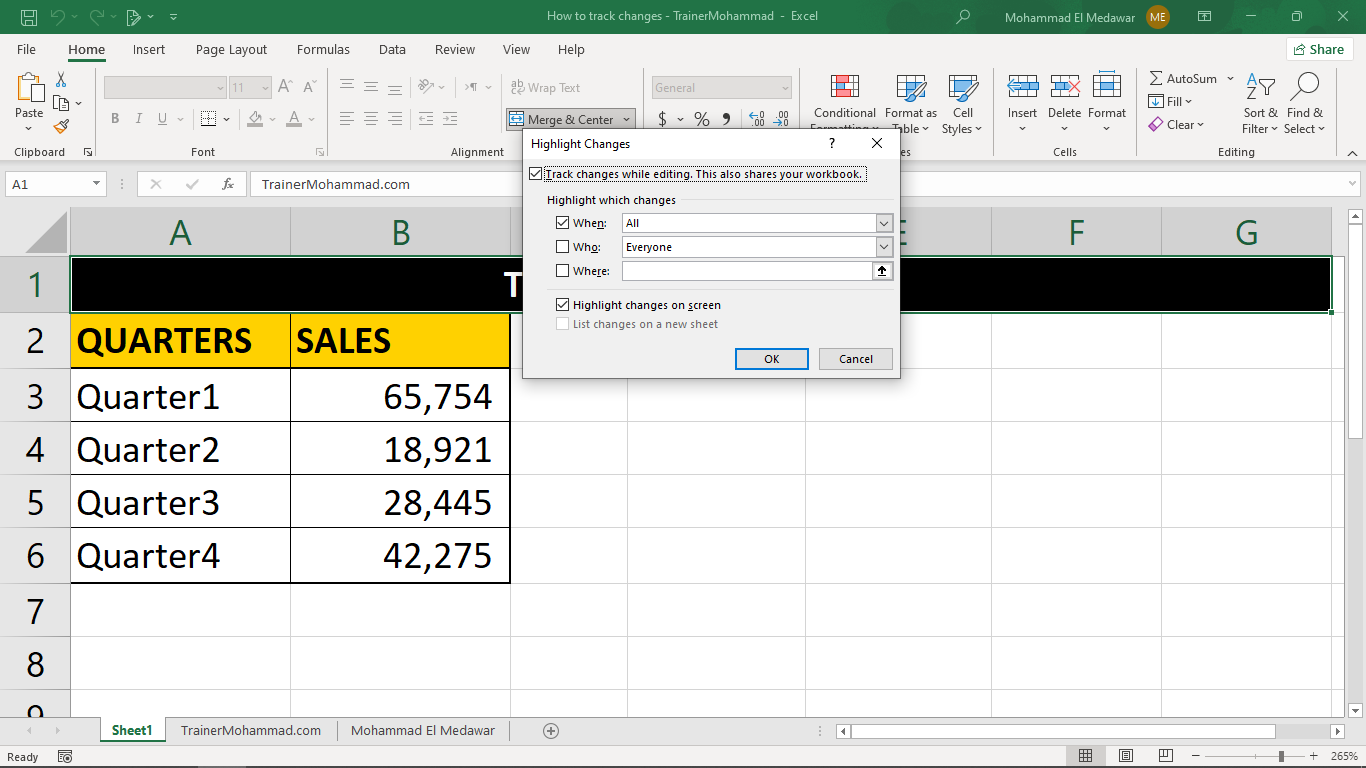 How to track changes - TrainerMohammad - Excel
Mohammad El Medawar ME
File Home Insert Page Layout Formulas Data Review View Help Share
Paste
11 A A
Wrap Text
General
B I U
A
Merge & Center
$ % 9
Conditional Formatting
Format as Table
Cell Styles
Insert Delete Format
AutoSum
Fill
Clear
Sort & Filter
Find & Select
Clipboard Font Alignment Cells Editing
A1
fx TrainerMohammad.com
Highlight Changes ?
Track changes while editing. This also shares your workbook.
Highlight which changes
When: All
Who: Everyone
Where:
Highlight changes on screen
List changes on a new sheet
OK Cancel
A B E F G
1 T
2 QUARTERS SALES
3 Quarter1 65,754
4 Quarter2 18,921
5 Quarter3 28,445
6 Quarter4 42,275
7
8
9
Sheet1 TrainerMohammad.com Mohammad El Medawar
Ready 265%